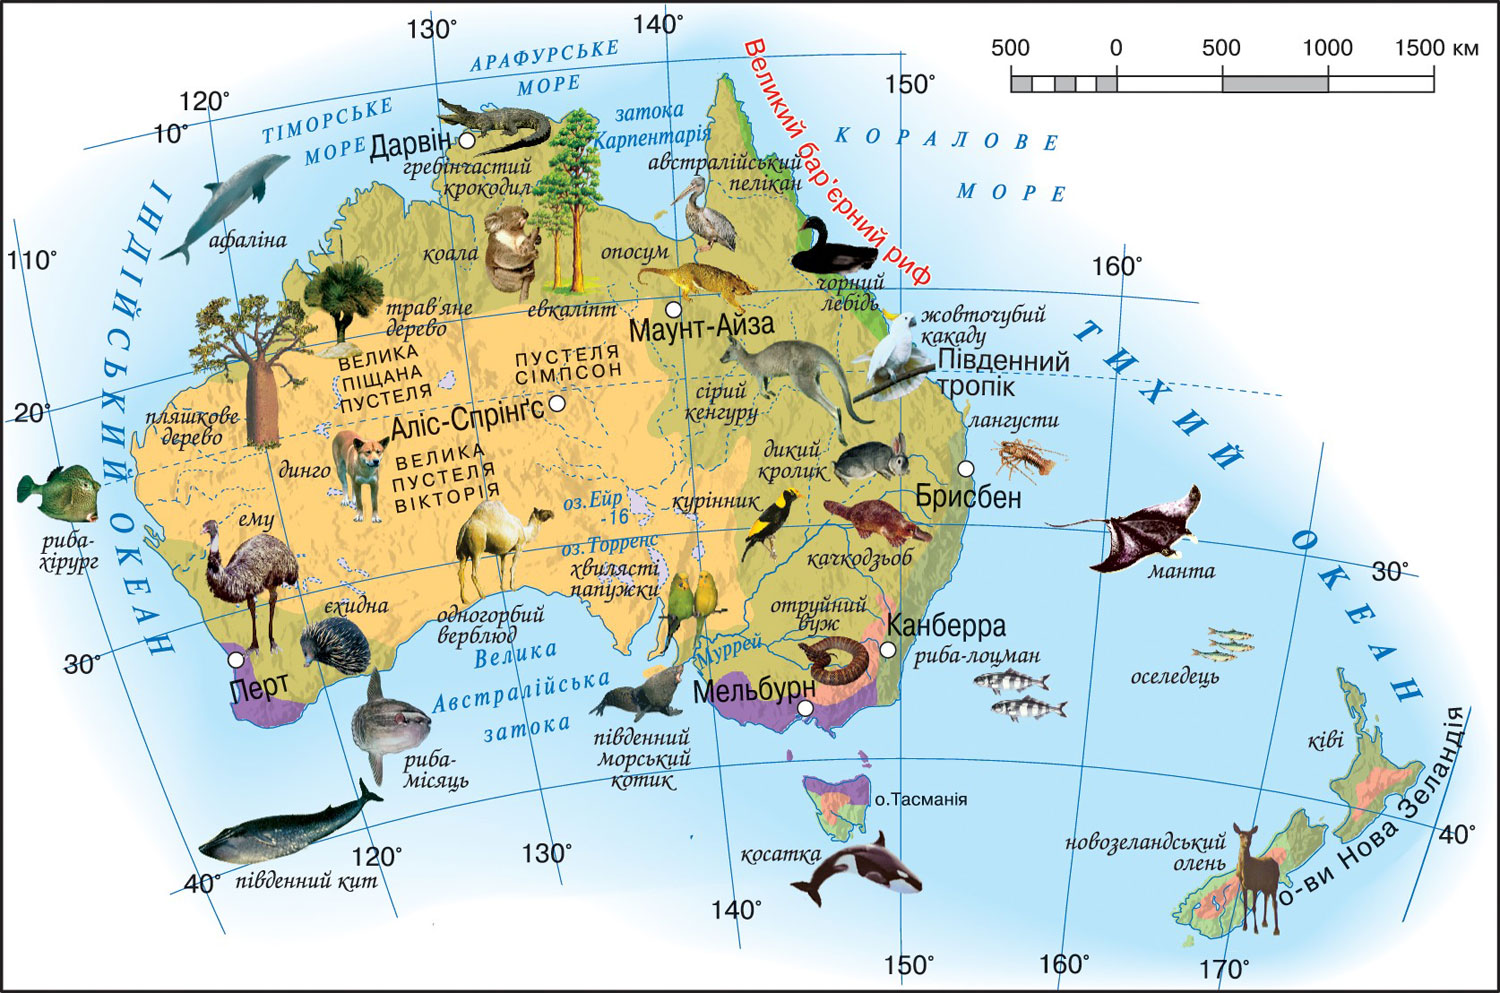 130°
140°
500 0 500 1000 1500 км
АРАФУРСЬКЕ
МОРЕ
150°
120°
10°
ТІМОРСЬКЕ
МОРЕ
затока
Карпентарія
Великий бар'єрний риф
КОРАЛОВЕ
МОРЕ
Дарвін
гребінчастий
крокодил
австралійський
пелікан
ІНДІЙСЬКИЙ ОКЕАН
афаліна
коала
опосум
110°
160°
чорний
лебідь
трав'яне
дерево
евкаліпт
Маунт-Айза
жовточубий
какаду
ТИХИЙ ОКЕАН
ВЕЛИКА
ПІЩАНА
ПУСТЕЛЯ
ПУСТЕЛЯ
СІМПСОН
Південний
тропік
сірий
кенгуру
20°
пляшкове
дерево
Аліс-Спрінґс
лангусти
динго
ВЕЛИКА
ПУСТЕЛЯ
ВІКТОРІЯ
дикий
кролик
Брисбен
оз.Ейр
-16
курінник
ему
риба-
хірург
оз.Торренс
хвилясті
папужки
качкодзьоб
манта
30°
єхидна
одногорбий
верблюд
отруйний
вуж
Канберра
Муррей
риба-лоцман
30°
Велика
Австралійська
затока
оселедець
Перт
Мельбурн
південний
морський
котик
ківі
риба-
місяць
о.Тасманія
о-ви Нова Зеландія
40°
120°
130°
косатка
новозеландський
олень
40°
південний кит
140°
150°
160°
170°